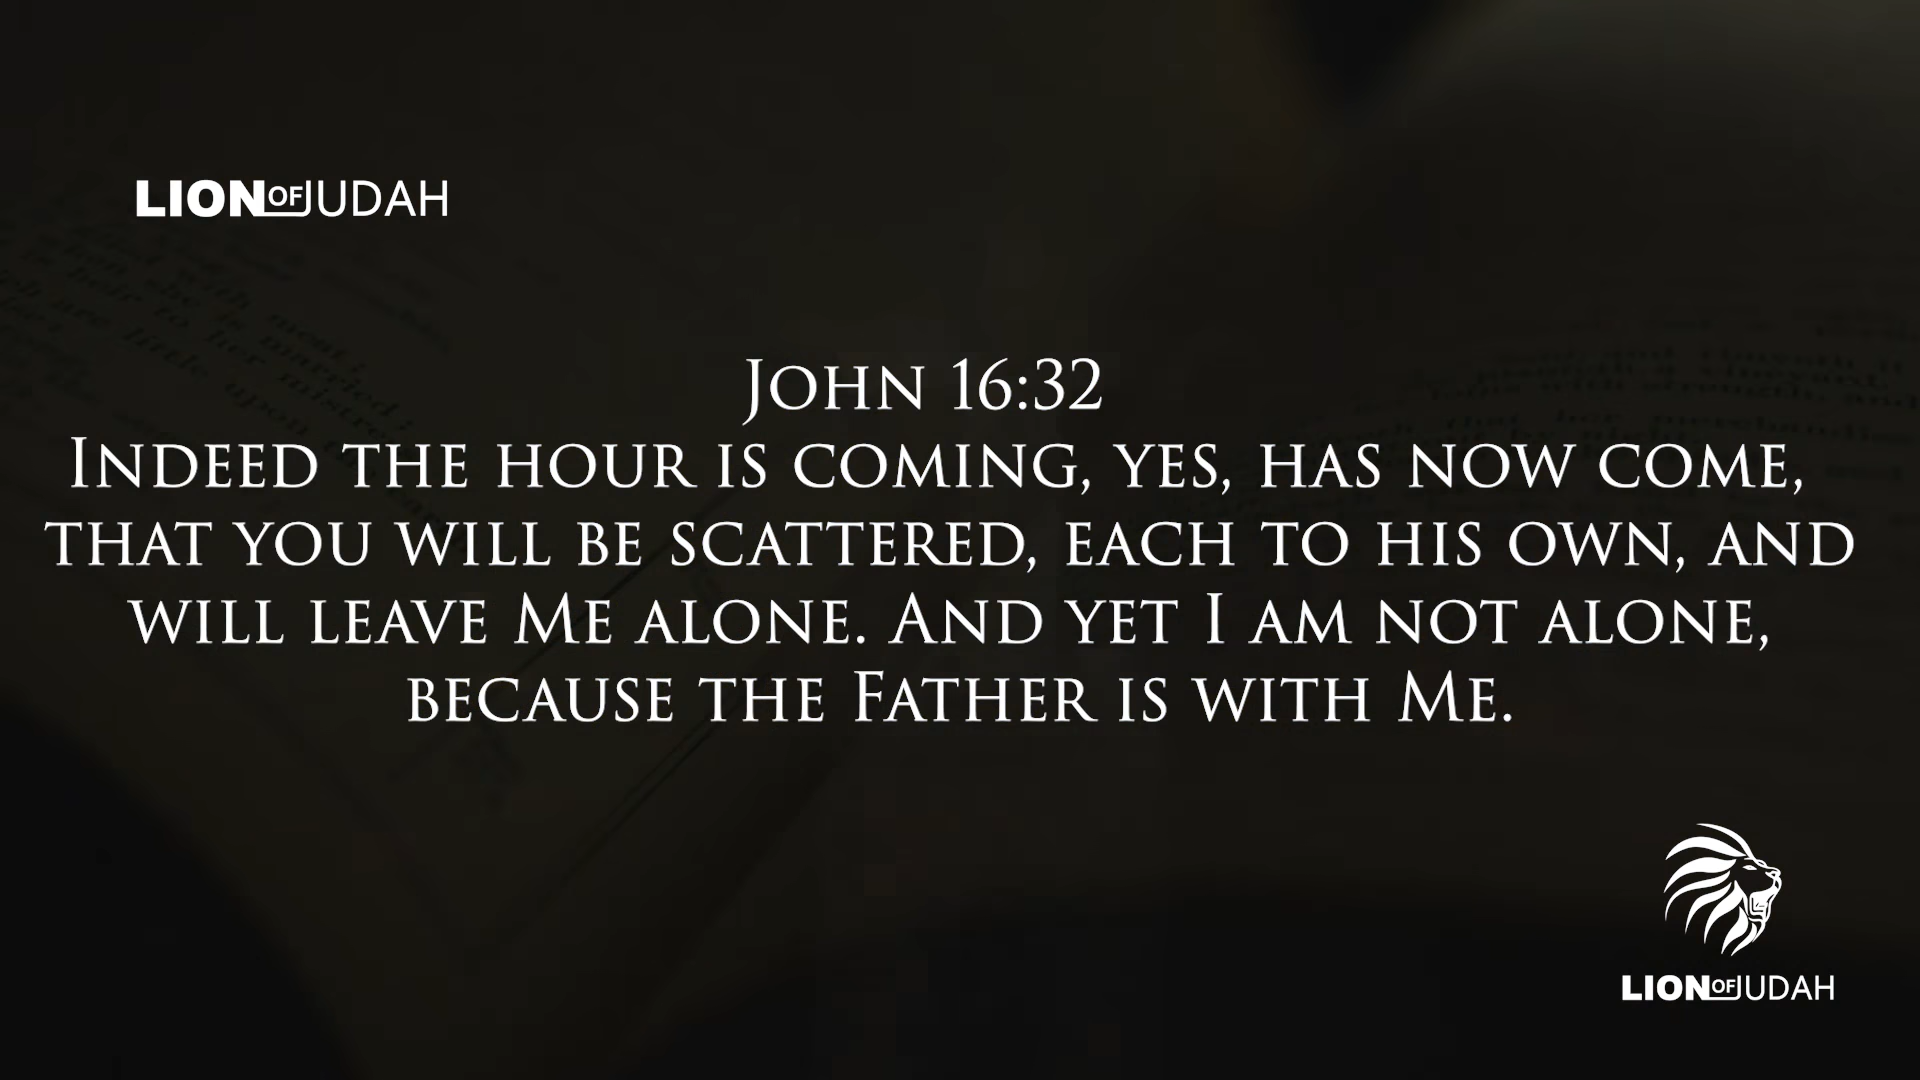 LION OF JUDAH
John 16:32
Indeed the hour is coming, yes, has now come,
that you will be scattered, each to his own, and
will leave Me alone. And yet I am not alone,
because the Father is with Me.
LION OF JUDAH